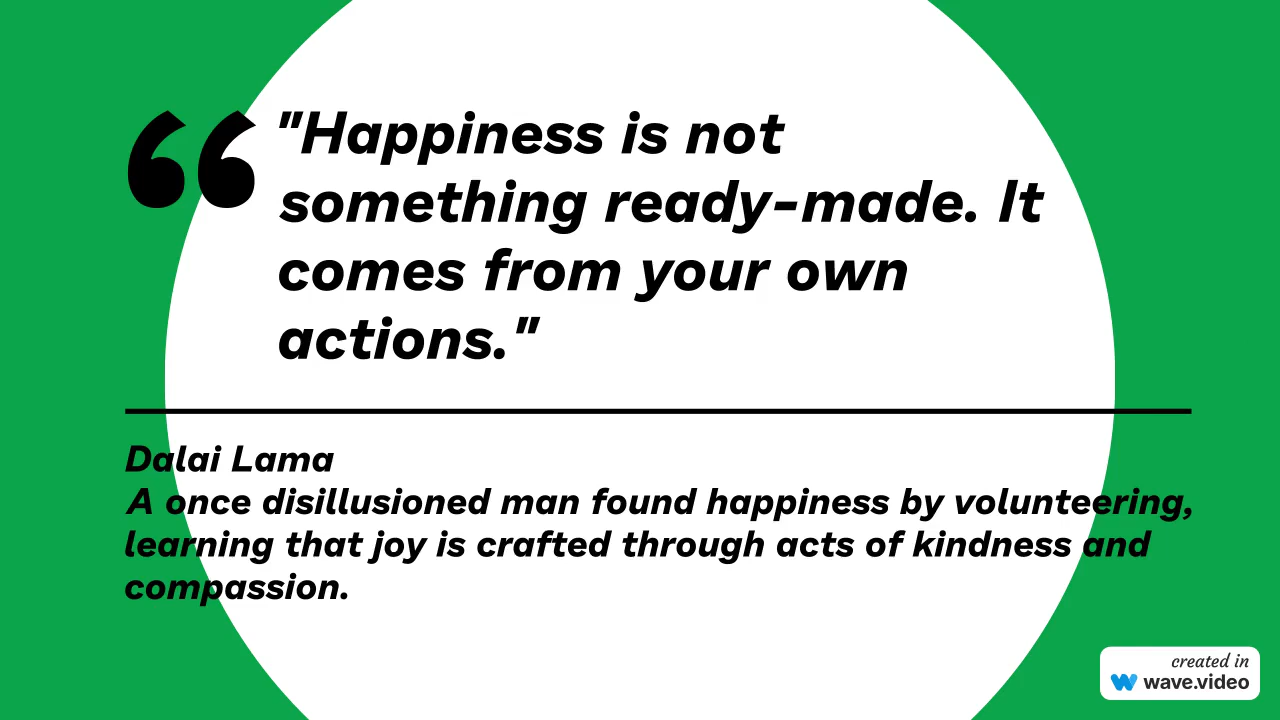 "Happiness is not
something ready-made. It
comes from your own
actions."
Dalai Lama
A once disillusioned man found happiness by volunteering,
learning that joy is crafted through acts of kindness and
compassion.
created in
wave.video